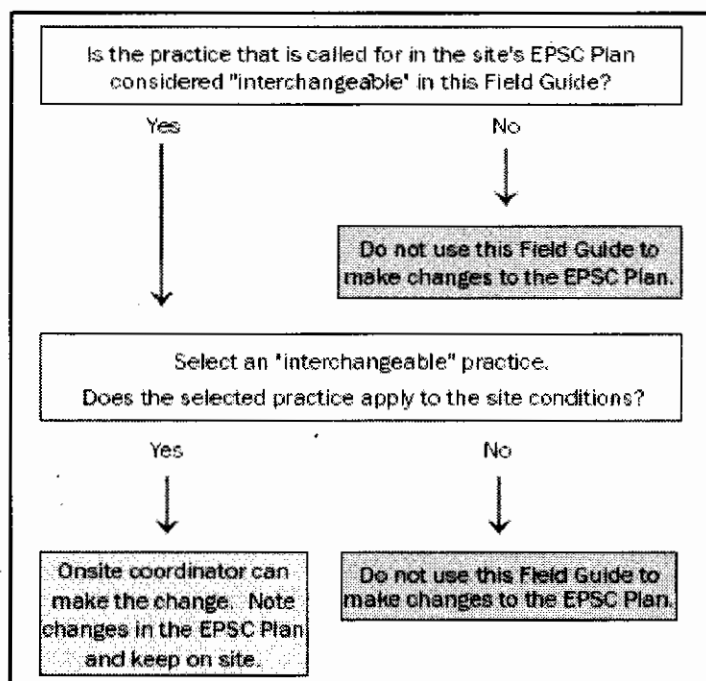 Is the practice that is called for in the site's EPSC Plan
considered "interchangeable" in this Field Guide?
Yes
No
Do not use this Field Guide to
make changes to the EPSC Plan.
Select an "interchangeable" practice.
Does the selected practice apply to the site conditions?
Yes
No
Onsite coordinator can
make the change. Note
changes in the EPSC Plan
and keep on site.
Do not use this Field Guide to
make changes to the EPSC Plan.